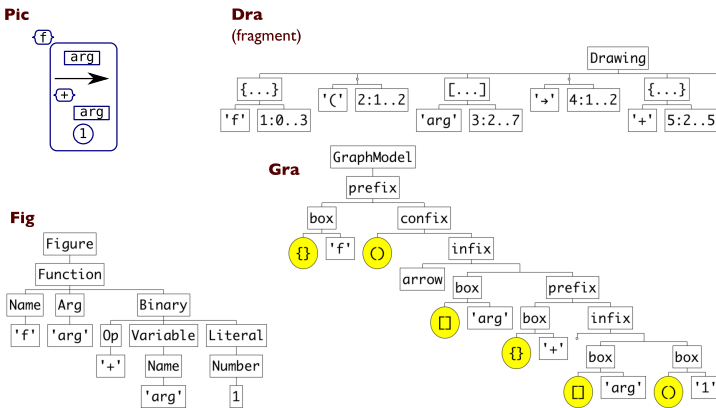 Pic
f
arg
+
arg
1
Dra
(fragment)
Drawing
{...}
[...]
{...}
'f' 1:0..3
'(' 2:1..2
'arg' 3:2..7
'→' 4:1..2
'+' 5:2..5
Gra
GraphModel
prefix
box confix
{} 'f' () infix
arrow box prefix
[] 'arg' box infix
{} '+' box box
[] 'arg' () '1'
Fig
Figure
Function
Name Arg Binary
'f' 'arg' Op Variable Literal
'+' Name Number
'arg' 1